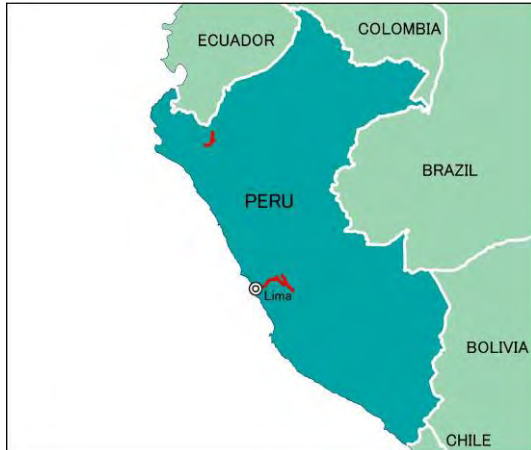 ECUADOR
COLOMBIA
BRAZIL
PERU
Lima
BOLIVIA
CHILE